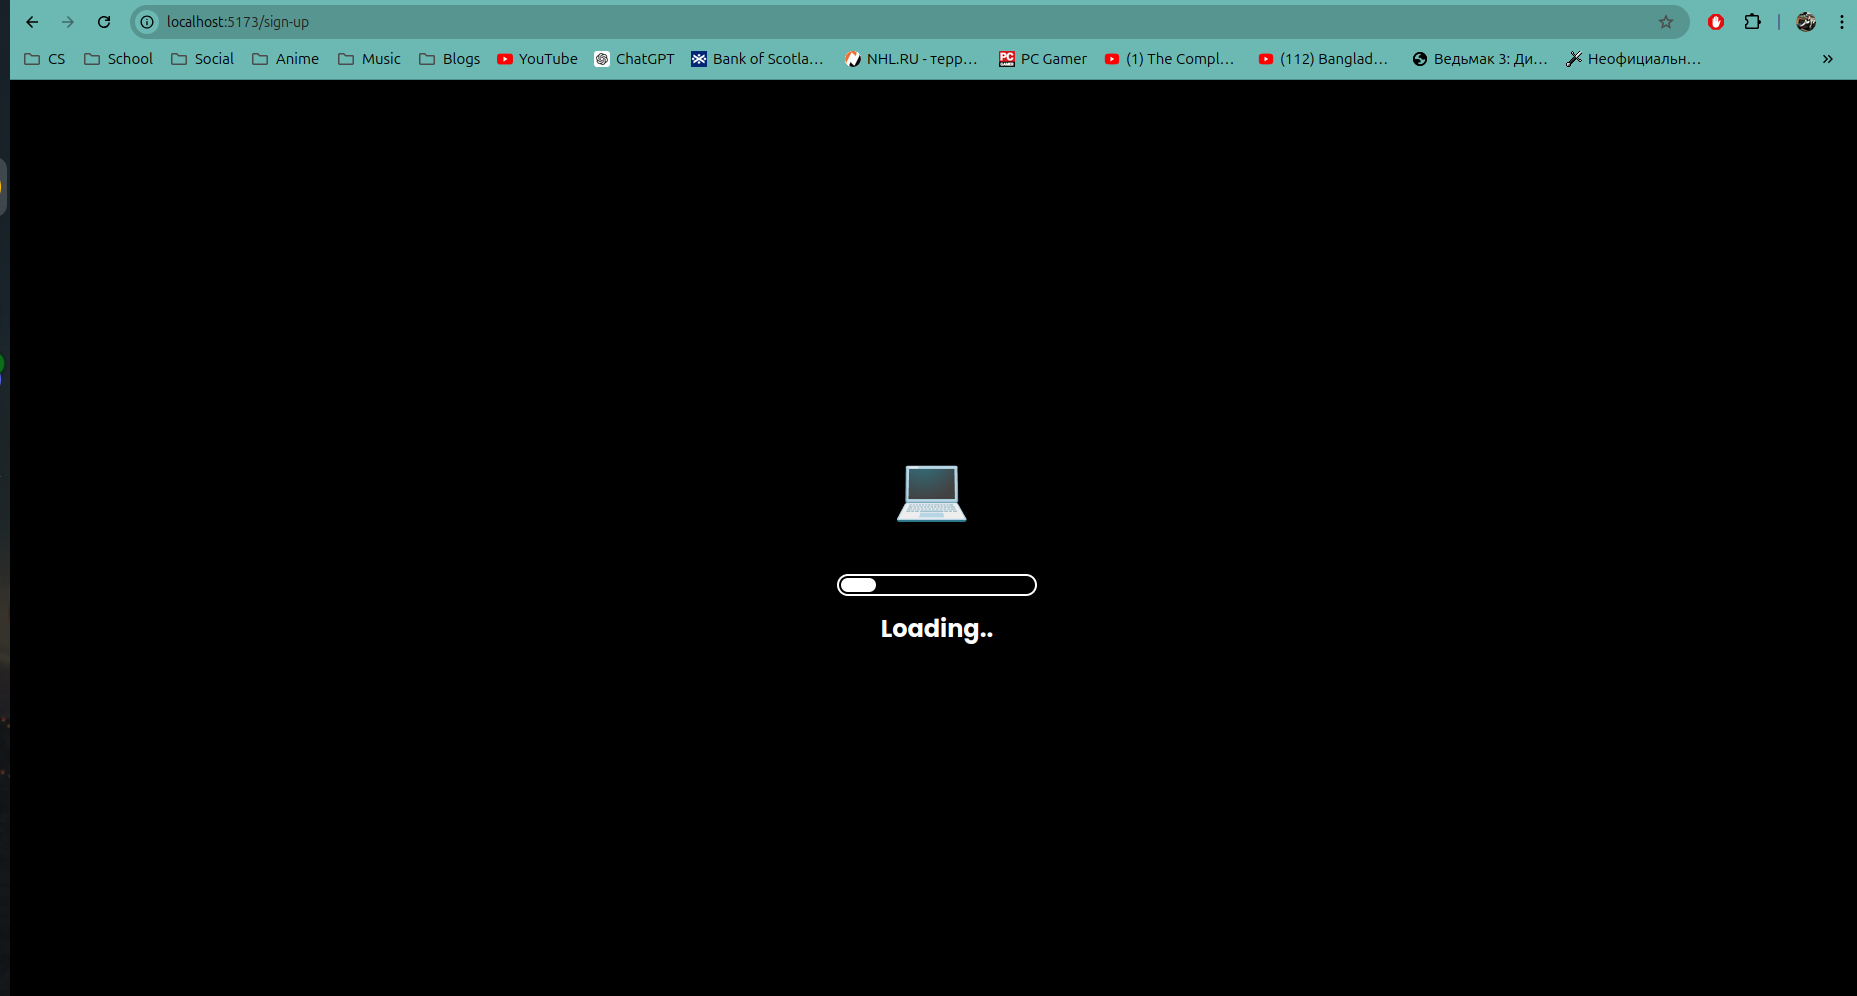 localhost:5173/sign-up
CS School Social Anime Music Blogs YouTube ChatGPT Bank of Scotla... NHL.RU - терр... PC Gamer (1) The Compl... (112) Banglad... Ведьмак 3: Ди... Неофициальн...
Loading..